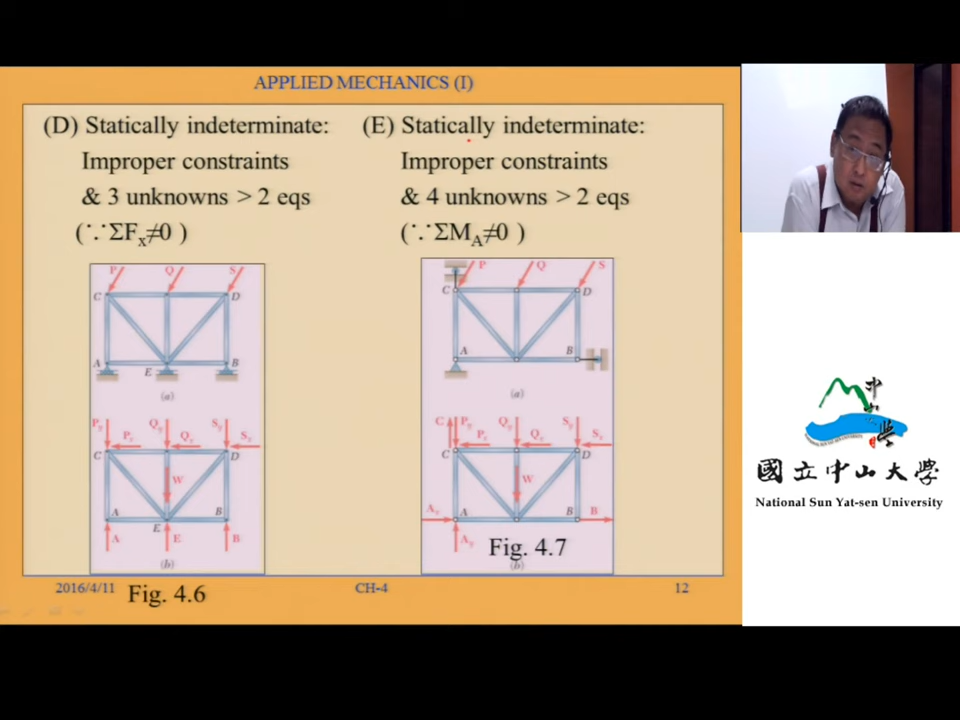 APPLIED MECHANICS (I)
(D) Statically indeterminate:
Improper constraints
& 3 unknowns > 2 eqs
(∵ΣFx≠0 )
(E) Statically indeterminate:
Improper constraints
& 4 unknowns > 2 eqs
(∵ΣMA≠0 )
P Q S
C D
A E B
(a)
Py Qy Sy
Px Qx Sx
C D
W
A E B
A E B
(b)
Fig. 4.6
P Q S
C D
A B
(a)
C Py Qy Sy
Px Qx Sx
C D
W
Ax A B B
Ay
Fig. 4.7
(b)
2016/4/11
CH-4
12
國立中山大學
National Sun Yat-sen University